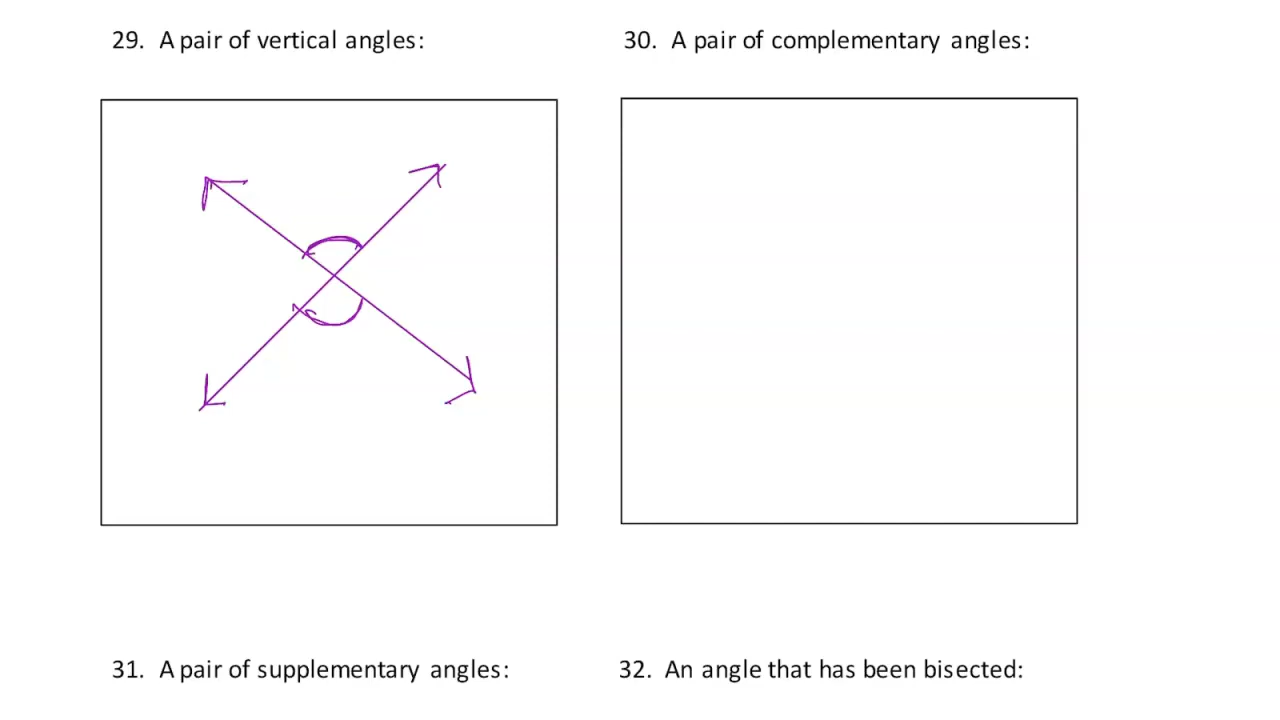 29. A pair of vertical angles:
30. A pair of complementary angles:
31. A pair of supplementary angles:
32. An angle that has been bisected: